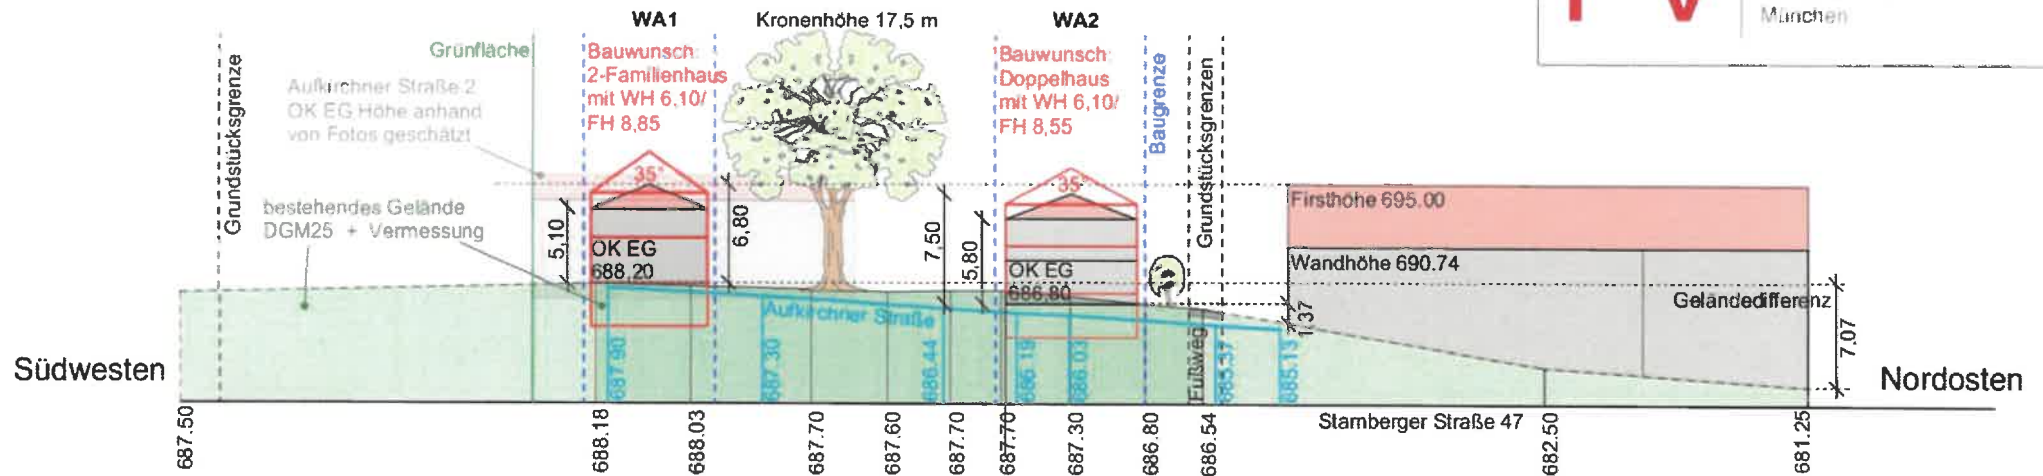 WA1
Kronenhöhe 17,5 m
WA2
München
Grundstücksgrenze
Grünfläche
Aufkirchner Straße 2
OK EG Höhe anhand
von Fotos geschätzt
bestehendes Gelände
DGM25 + Vermessung
Bauwunsch:
2-Familienhaus
mit WH 6,10/
FH 8,85
Bauwunsch:
Doppelhaus
mit WH 6,10/
FH 8,55
Baugrenze
Grundstücksgrenzen
35°
35°
5,10
6,80
7,50
5,80
OK EG
688,20
OK EG
686,80
Firsthöhe 695.00
Wandhöhe 690.74
Geländedifferenz
1,37
7,07
Aufkirchner Straße
687.90
687.30
686.44
686.19
686.03
Fußweg
685.37
685.13
Südwesten
Nordosten
687.50
688.18
688.03
687.70
687.60
687.70
687.70
687.30
686.80
686.54
Starnberger Straße 47
682.50
681.25